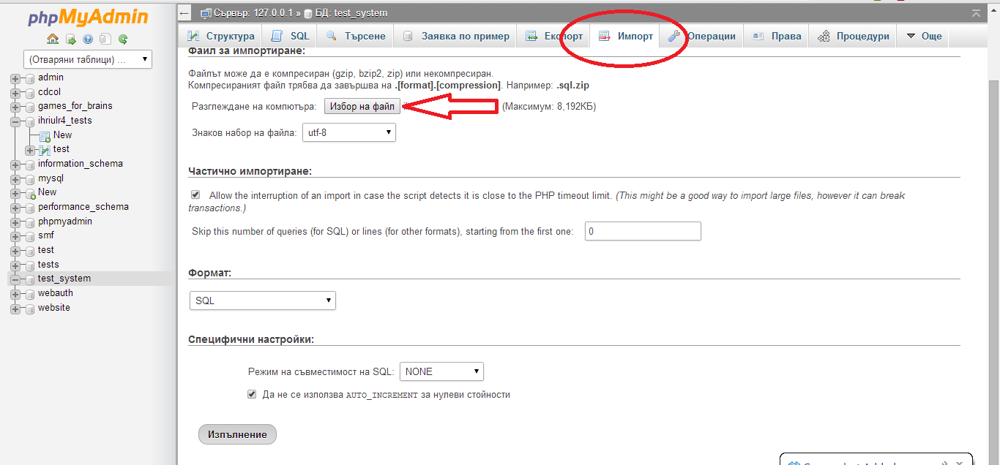 phpMyAdmin
(Отваряни таблици) ...
admin
cdcol
games_for_brains
ihriulr4_tests
New
test
information_schema
mysql
New
performance_schema
phpmyadmin
smf
test
tests
test_system
webauth
website
Сървър: 127.0.0.1 » БД: test_system
Структура SQL Търсене Заявка по пример Експорт Импорт Операции Права Процедури Още
Файл за импортиране:
Файлът може да е компресиран (gzip, bzip2, zip) или некомпресиран.
Компресираният файл трябва да завършва на .[format].[compression]. Например: .sql.zip
Разглеждане на компютъра: Избор на файл (Максимум: 8,192КБ)
Знаков набор на файла: utf-8
Частично импортиране:
Allow the interruption of an import in case the script detects it is close to the PHP timeout limit. (This might be a good way to import large files, however it can break
transactions.)
Skip this number of queries (for SQL) or lines (for other formats), starting from the first one: 0
Формат:
SQL
Специфични настройки:
Режим на съвместимост на SQL: NONE
Да не се използва AUTO_INCREMENT за нулеви стойности
Изпълнение